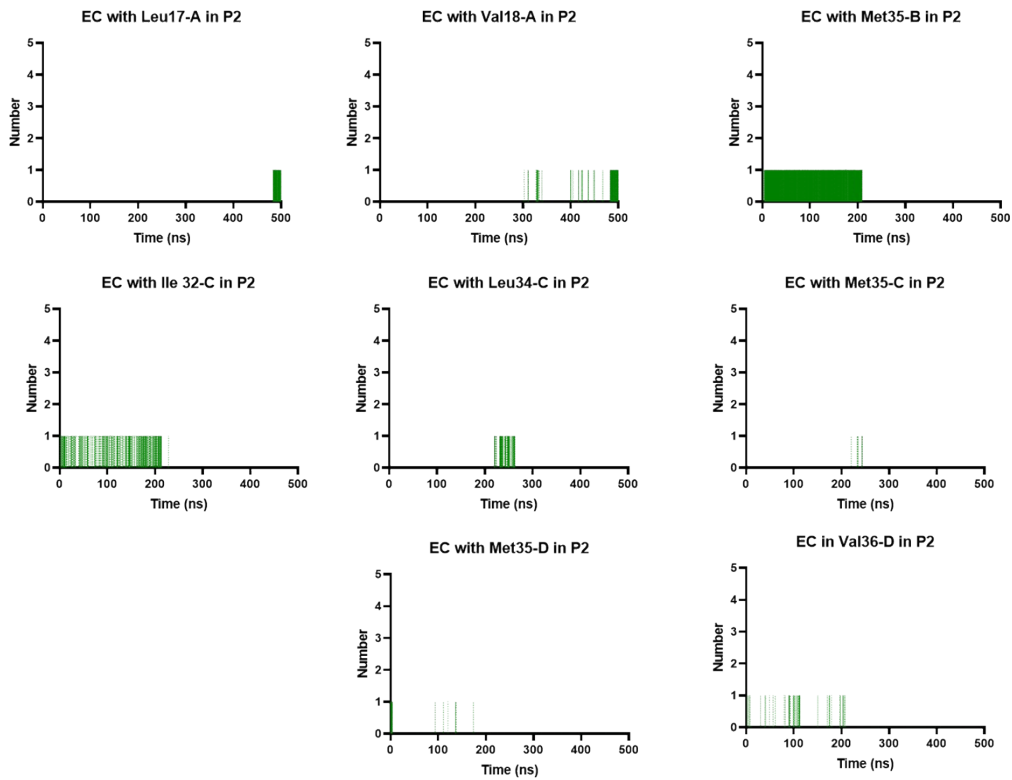 EC with Leu17-A in P2
5
4
3
2
1
0
Number
0 100 200 300 400 500
Time (ns)
EC with Val18-A in P2
5
4
3
2
1
0
Number
0 100 200 300 400 500
Time (ns)
EC with Met35-B in P2
5
4
3
2
1
0
Number
0 100 200 300 400 500
Time (ns)
EC with Ile 32-C in P2
5
4
3
2
1
0
Number
0 100 200 300 400 500
Time (ns)
EC with Leu34-C in P2
5
4
3
2
1
0
Number
0 100 200 300 400 500
Time (ns)
EC with Met35-C in P2
5
4
3
2
1
0
Number
0 100 200 300 400 500
Time (ns)
EC with Met35-D in P2
5
4
3
2
1
0
Number
0 100 200 300 400 500
Time (ns)
EC in Val36-D in P2
5
4
3
2
1
0
Number
0 100 200 300 400 500
Time (ns)